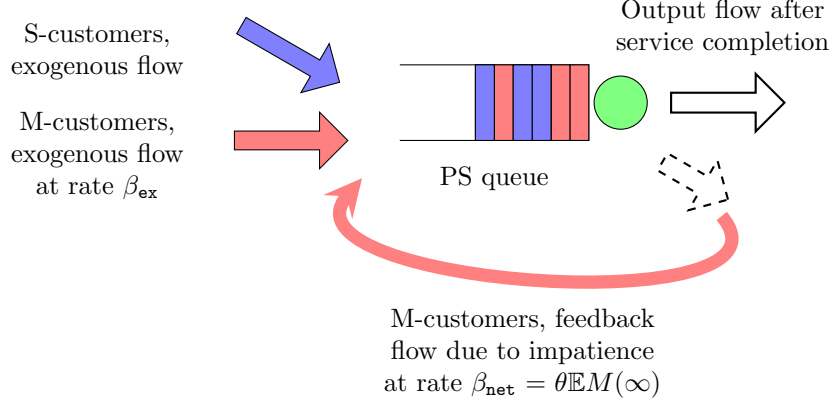 S-customers,
exogenous flow
M-customers,
exogenous flow
at rate β_ex
PS queue
Output flow after
service completion
M-customers, feedback
flow due to impatience
at rate β_net = θ𝔼M(∞)